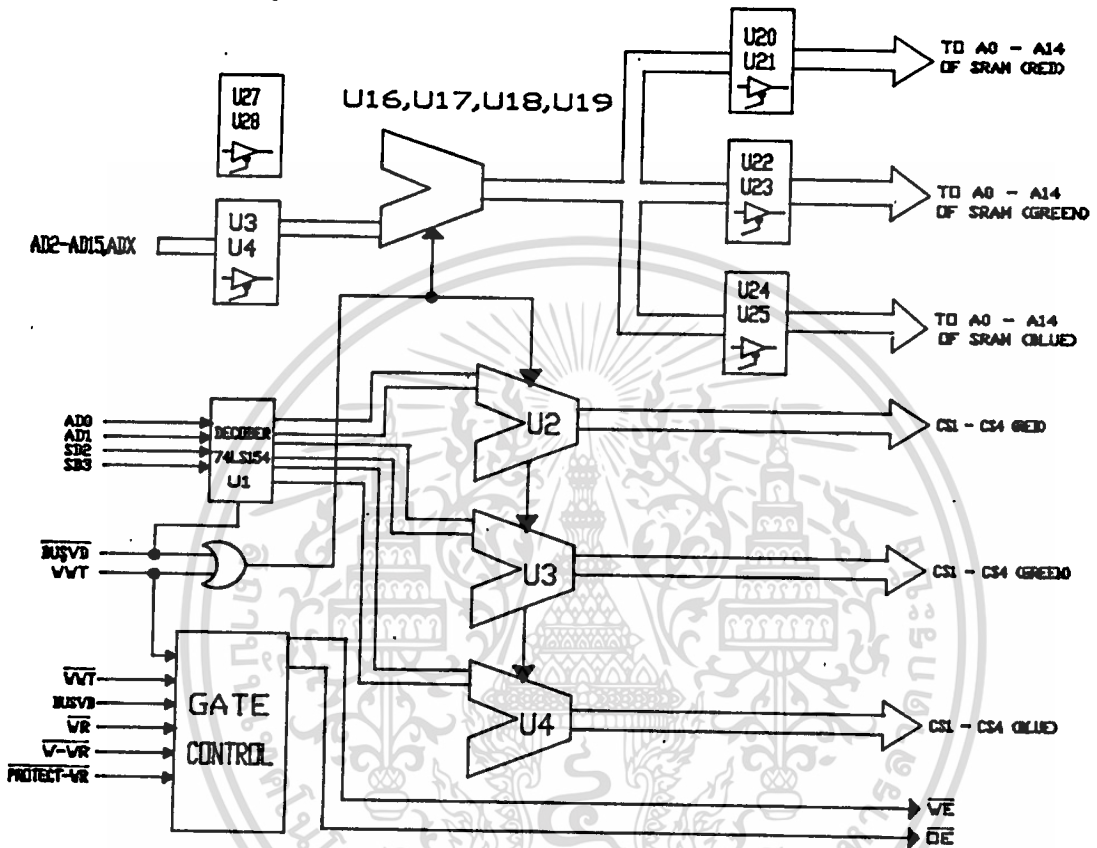 U20
U21
TO A0 - A14
OF SRAM (RED)
U27
U28
U16,U17,U18,U19
U22
U23
TO A0 - A14
OF SRAM (GREEN)
AD2-AD15,ADX
U3
U4
U24
U25
TO A0 - A14
OF SRAM (BLUE)
AD0
AD1
SD2
SD3
DECODER
74LS154
U1
U2
CS1 - CS4 (RED)
BUSVD
WWT
U3
CS1 - CS4 (GREEN)
GATE
CONTROL
WWT
BUSVD
WR
W-WR
PROTECT-WR
U4
CS1 - CS4 (BLUE)
WE
OE